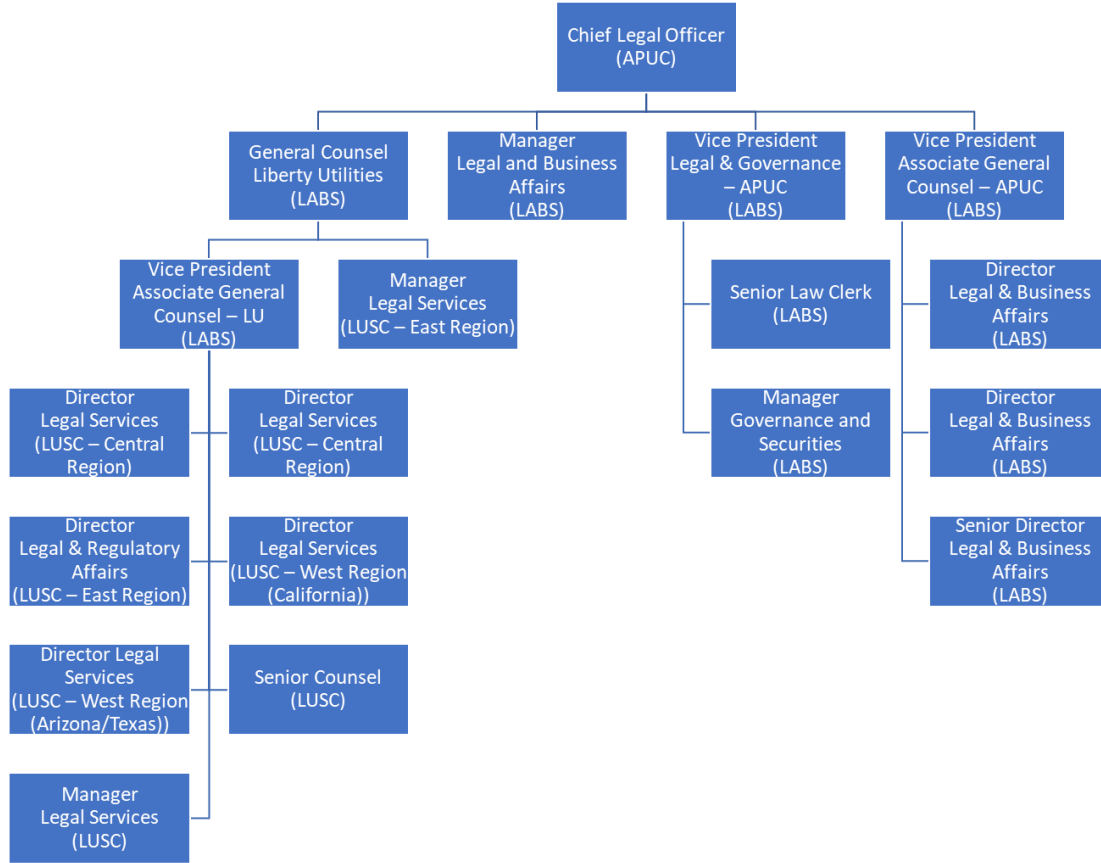 Chief Legal Officer
(APUC)
General Counsel
Liberty Utilities
(LABS)
Manager
Legal and Business
Affairs
(LABS)
Vice President
Legal & Governance
– APUC
(LABS)
Vice President
Associate General
Counsel – APUC
(LABS)
Vice President
Associate General
Counsel – LU
(LABS)
Manager
Legal Services
(LUSC – East Region)
Senior Law Clerk
(LABS)
Director
Legal & Business
Affairs
(LABS)
Director
Legal Services
(LUSC – Central
Region)
Director
Legal Services
(LUSC – Central
Region)
Manager
Governance and
Securities
(LABS)
Director
Legal & Business
Affairs
(LABS)
Director
Legal & Regulatory
Affairs
(LUSC – East Region)
Director
Legal Services
(LUSC – West Region
(California))
Senior Director
Legal & Business
Affairs
(LABS)
Director Legal
Services
(LUSC – West Region
(Arizona/Texas))
Senior Counsel
(LUSC)
Manager
Legal Services
(LUSC)